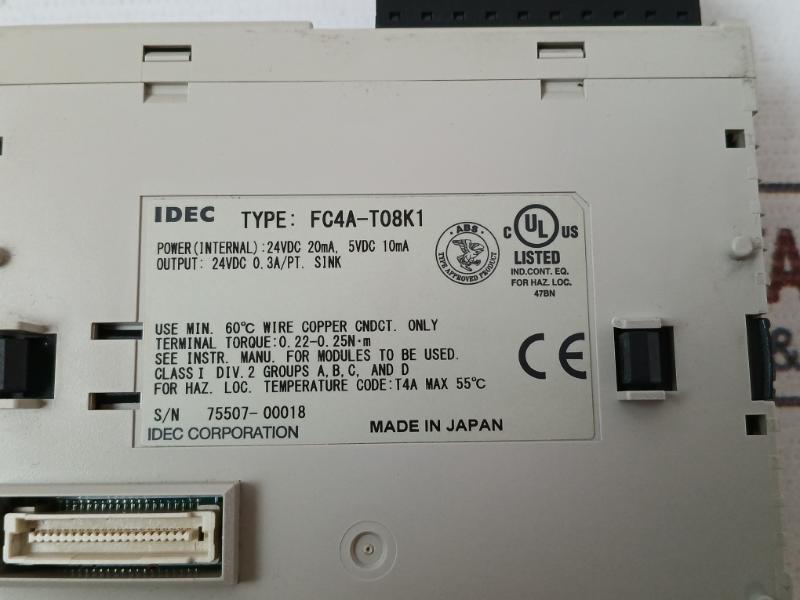 IDEC TYPE: FC4A-T08K1
POWER(INTERNAL):24VDC 20mA, 5VDC 10mA
OUTPUT: 24VDC 0.3A/PT. SINK
ABS
TYPE APPROVED PRODUCT
C UL US
LISTED
IND.CONT. EQ.
FOR HAZ. LOC.
47BN
USE MIN. 60℃ WIRE COPPER CNDCT. ONLY
TERMINAL TORQUE:0.22-0.25N·m
SEE INSTR. MANU. FOR MODULES TO BE USED.
CLASS I DIV.2 GROUPS A,B,C, AND D
FOR HAZ. LOC. TEMPERATURE CODE:T4A MAX 55℃
CE
S/N 75507-00018
IDEC CORPORATION MADE IN JAPAN